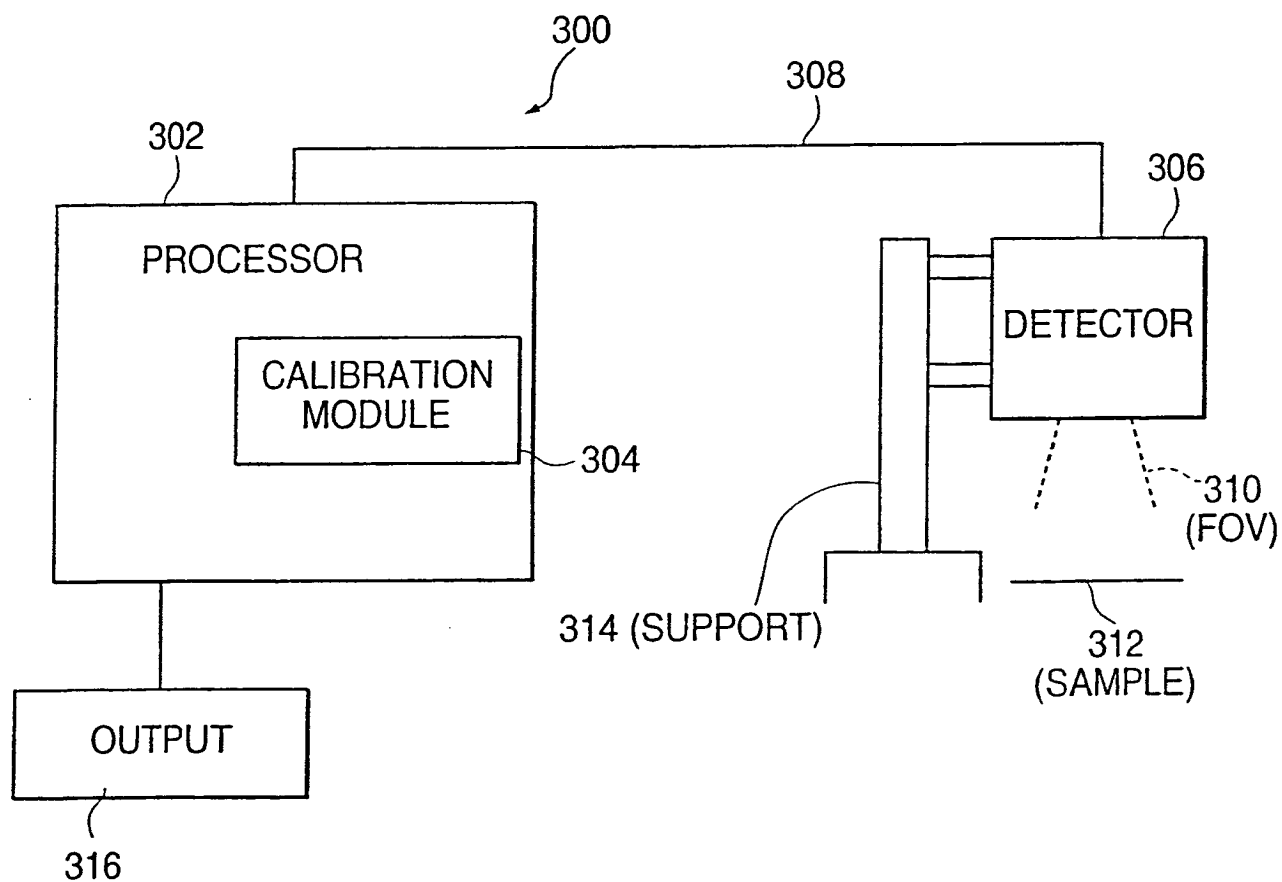 300
308
302
306
PROCESSOR
DETECTOR
CALIBRATION
MODULE
304
310
(FOV)
314 (SUPPORT)
312
(SAMPLE)
OUTPUT
316